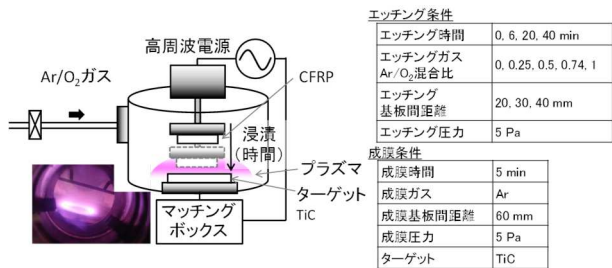 高周波電源
Ar/O₂ガス
CFRP
浸漬
(時間)
プラズマ
ターゲット
TiC
マッチング
ボックス
エッチング条件
エッチング時間 0, 6, 20, 40 min
エッチングガス
Ar/O₂混合比 0, 0.25, 0.5, 0.74, 1
エッチング
基板間距離 20, 30, 40 mm
エッチング圧力 5 Pa
成膜条件
成膜時間 5 min
成膜ガス Ar
成膜基板間距離 60 mm
成膜圧力 5 Pa
ターゲット TiC